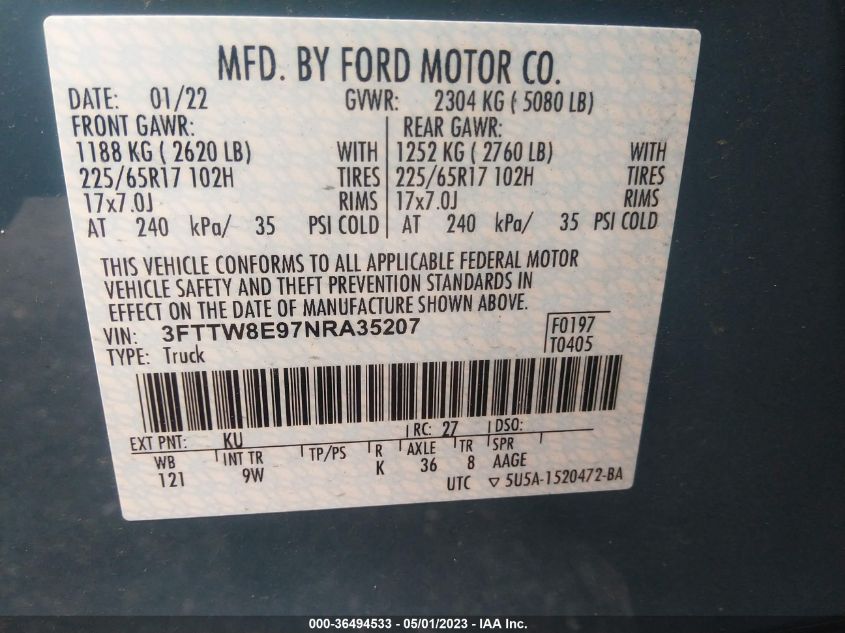 MFD. BY FORD MOTOR CO.
DATE: 01/22 GVWR: 2304 KG ( 5080 LB)
FRONT GAWR: REAR GAWR:
1188 KG ( 2620 LB) WITH 1252 KG ( 2760 LB) WITH
225/65R17 102H TIRES 225/65R17 102H TIRES
17x7.0J RIMS 17x7.0J RIMS
AT 240 kPa/ 35 PSI COLD AT 240 kPa/ 35 PSI COLD
THIS VEHICLE CONFORMS TO ALL APPLICABLE FEDERAL MOTOR
VEHICLE SAFETY AND THEFT PREVENTION STANDARDS IN
EFFECT ON THE DATE OF MANUFACTURE SHOWN ABOVE.
VIN: 3FTTW8E97NRA35207 F0197
TYPE: Truck T0405
EXT PNT: KU RC: 27 DSO:
WB INT TR TP/PS R AXLE TR SPR
121 9W K 36 8 AAGE
UTC ▽ 5U5A-1520472-BA
000-36494533 - 05/01/2023 - IAA Inc.